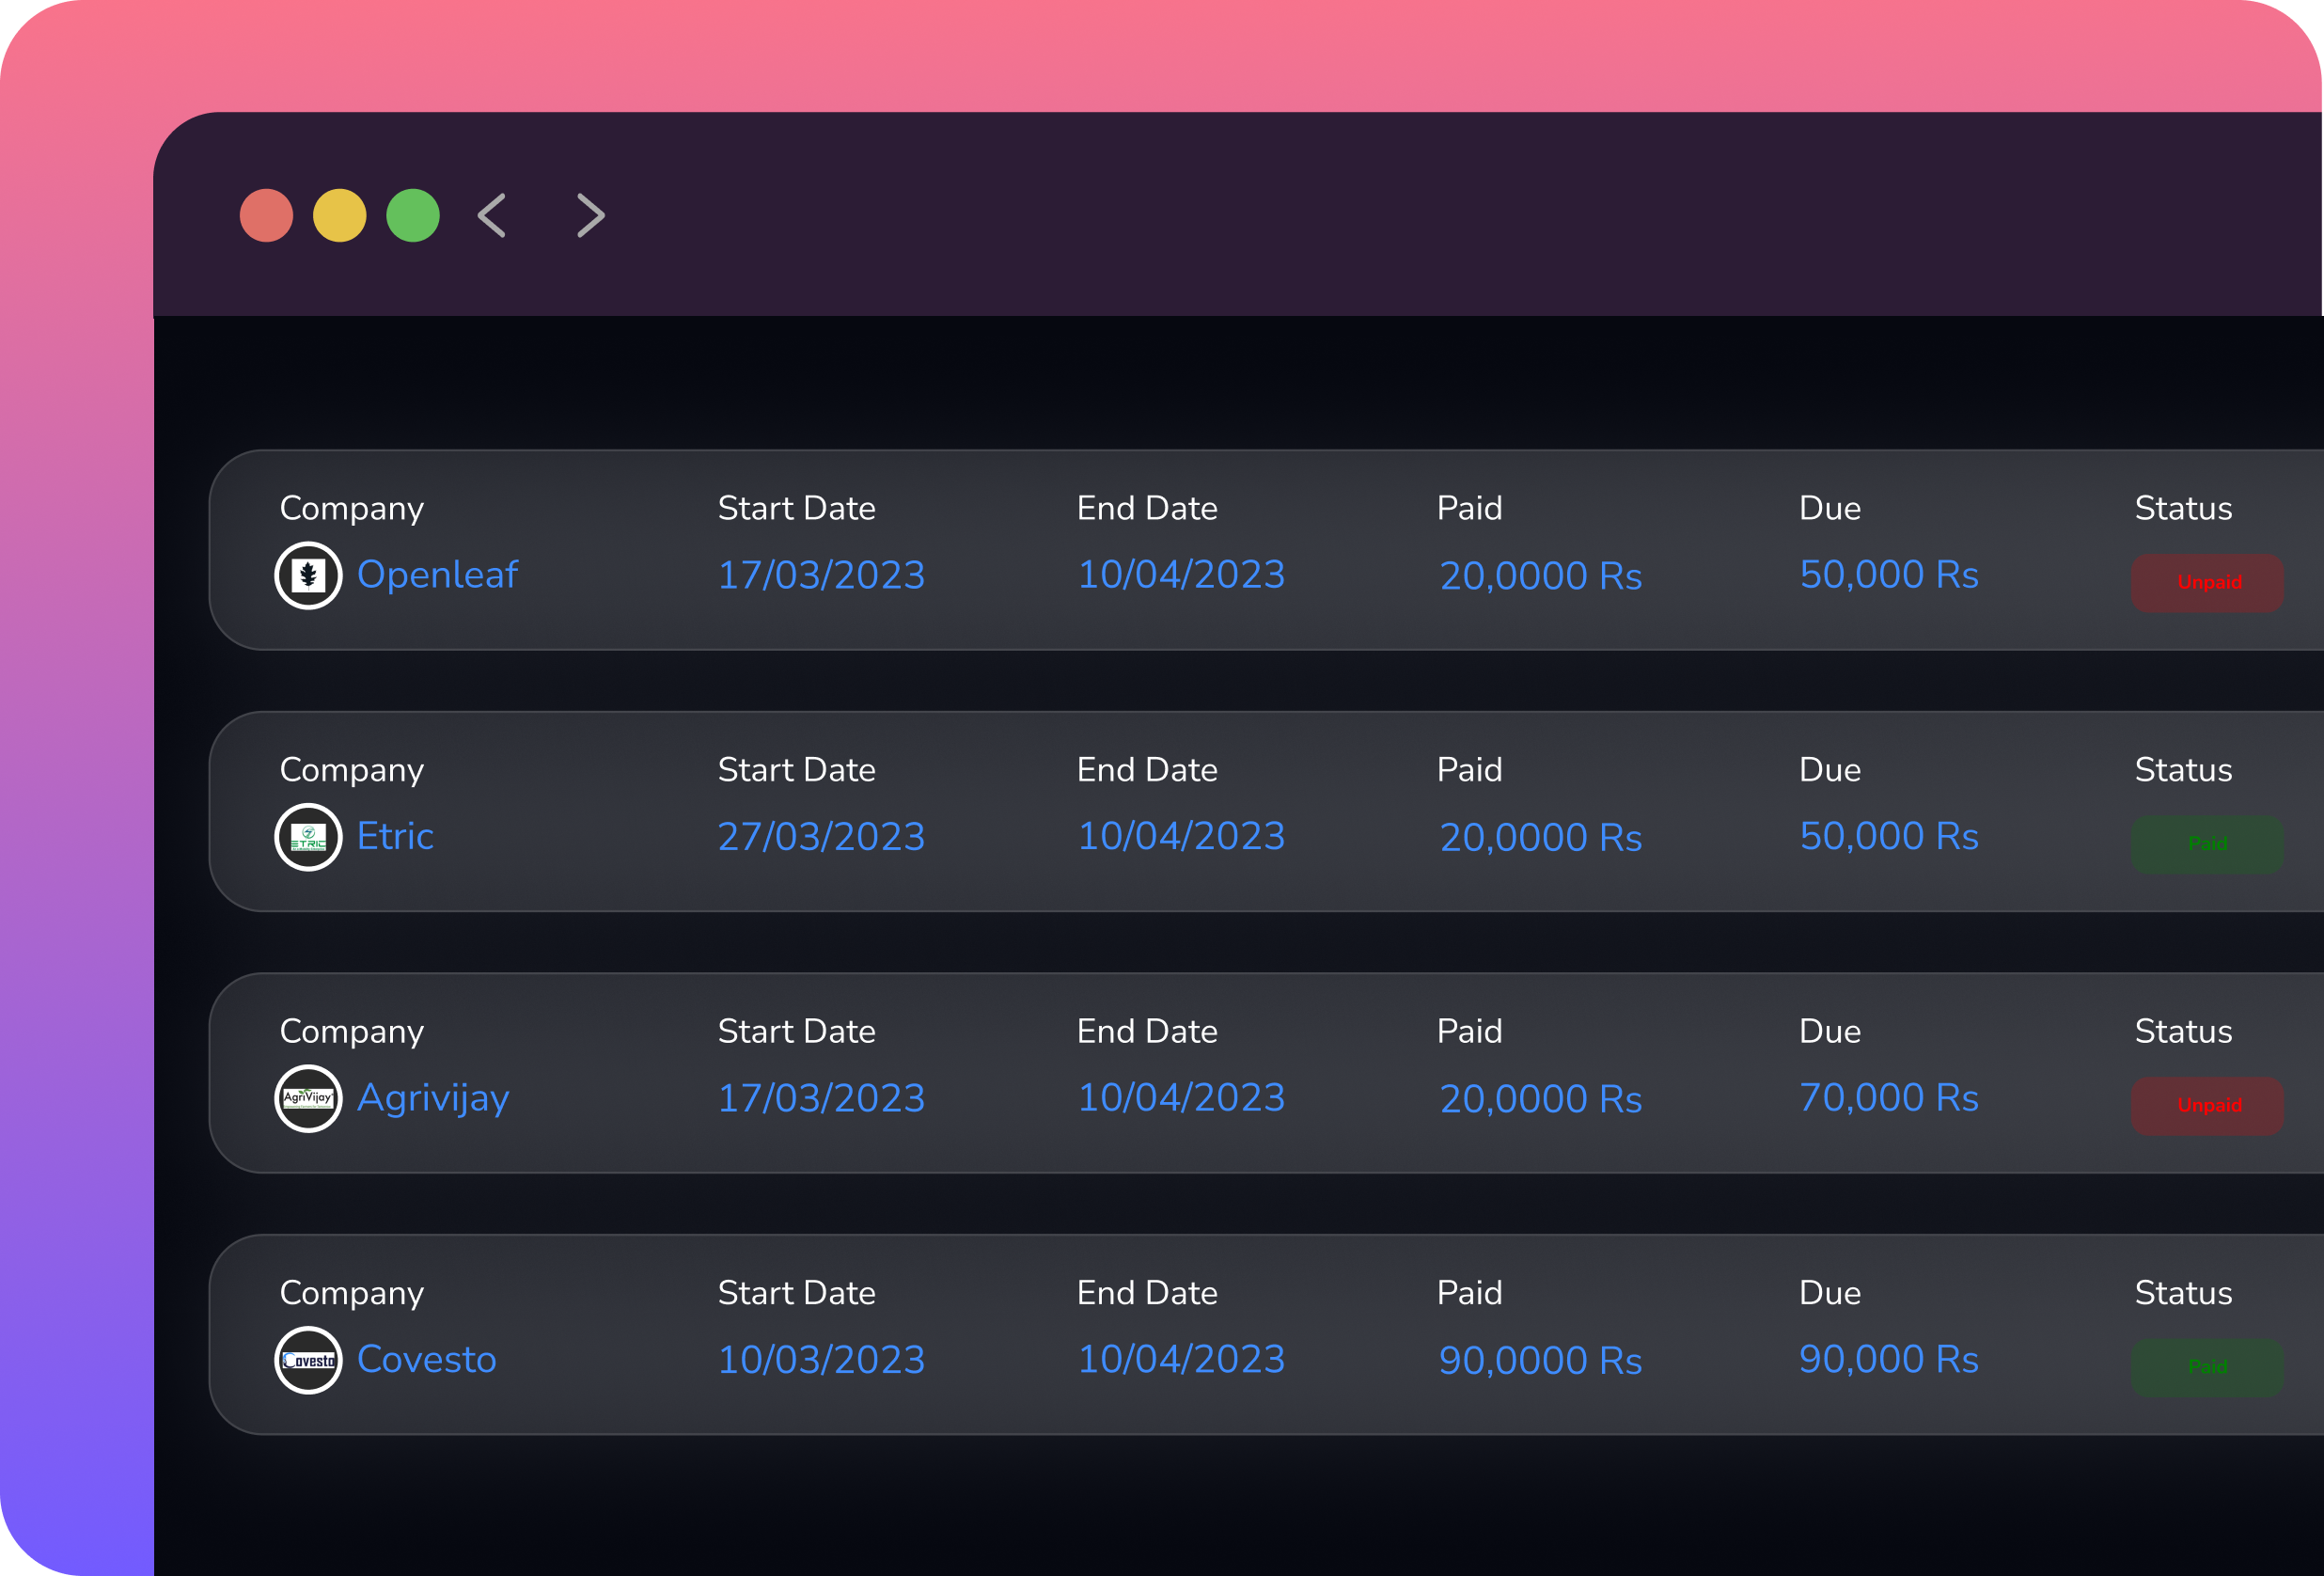 Company Start Date End Date Paid Due Status
Openleaf 17/03/2023 10/04/2023 20,0000 Rs 50,000 Rs Unpaid
Company Start Date End Date Paid Due Status
ETRIC Etric 27/03/2023 10/04/2023 20,0000 Rs 50,000 Rs Paid
Company Start Date End Date Paid Due Status
AgriVijay Agrivijay 17/03/2023 10/04/2023 20,0000 Rs 70,000 Rs Unpaid
Company Start Date End Date Paid Due Status
Covesto Covesto 10/03/2023 10/04/2023 90,0000 Rs 90,000 Rs Paid